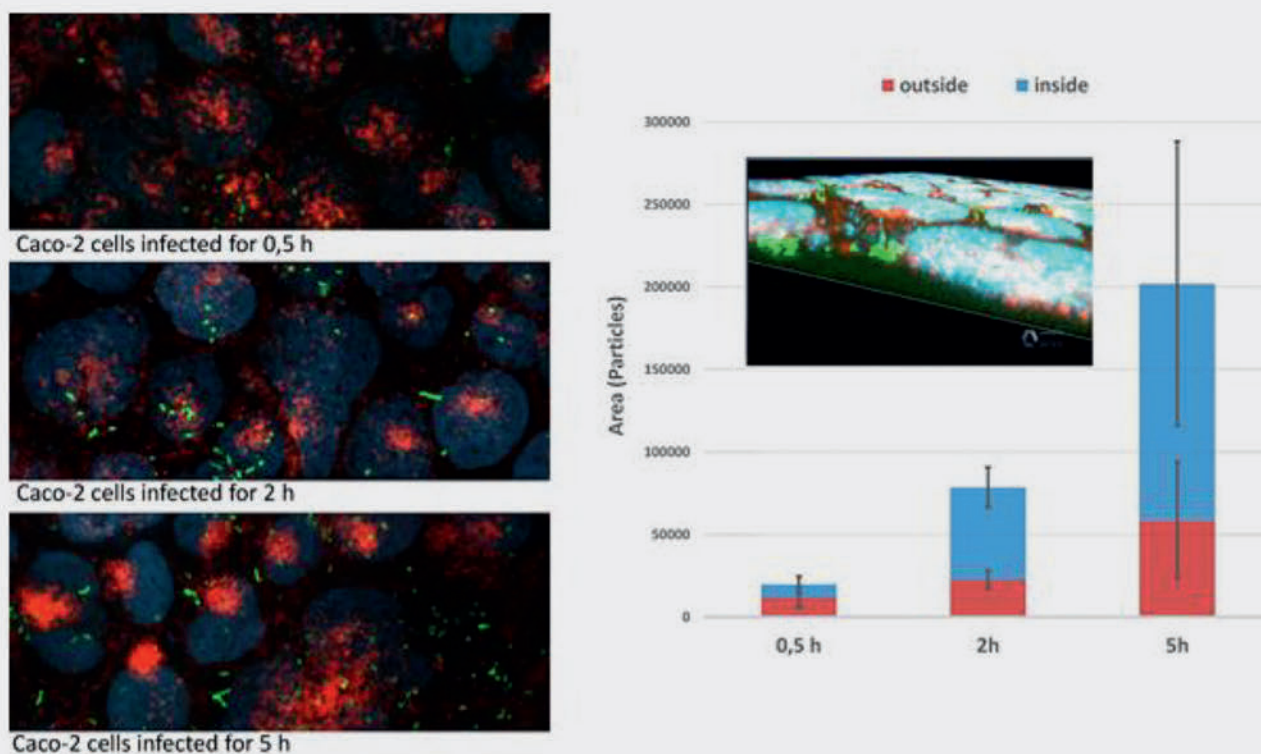 Caco-2 cells infected for 0,5 h
Caco-2 cells infected for 2 h
Caco-2 cells infected for 5 h
outside inside
Area (Particles)
300000
250000
200000
150000
100000
50000
0
0,5 h 2h 5h